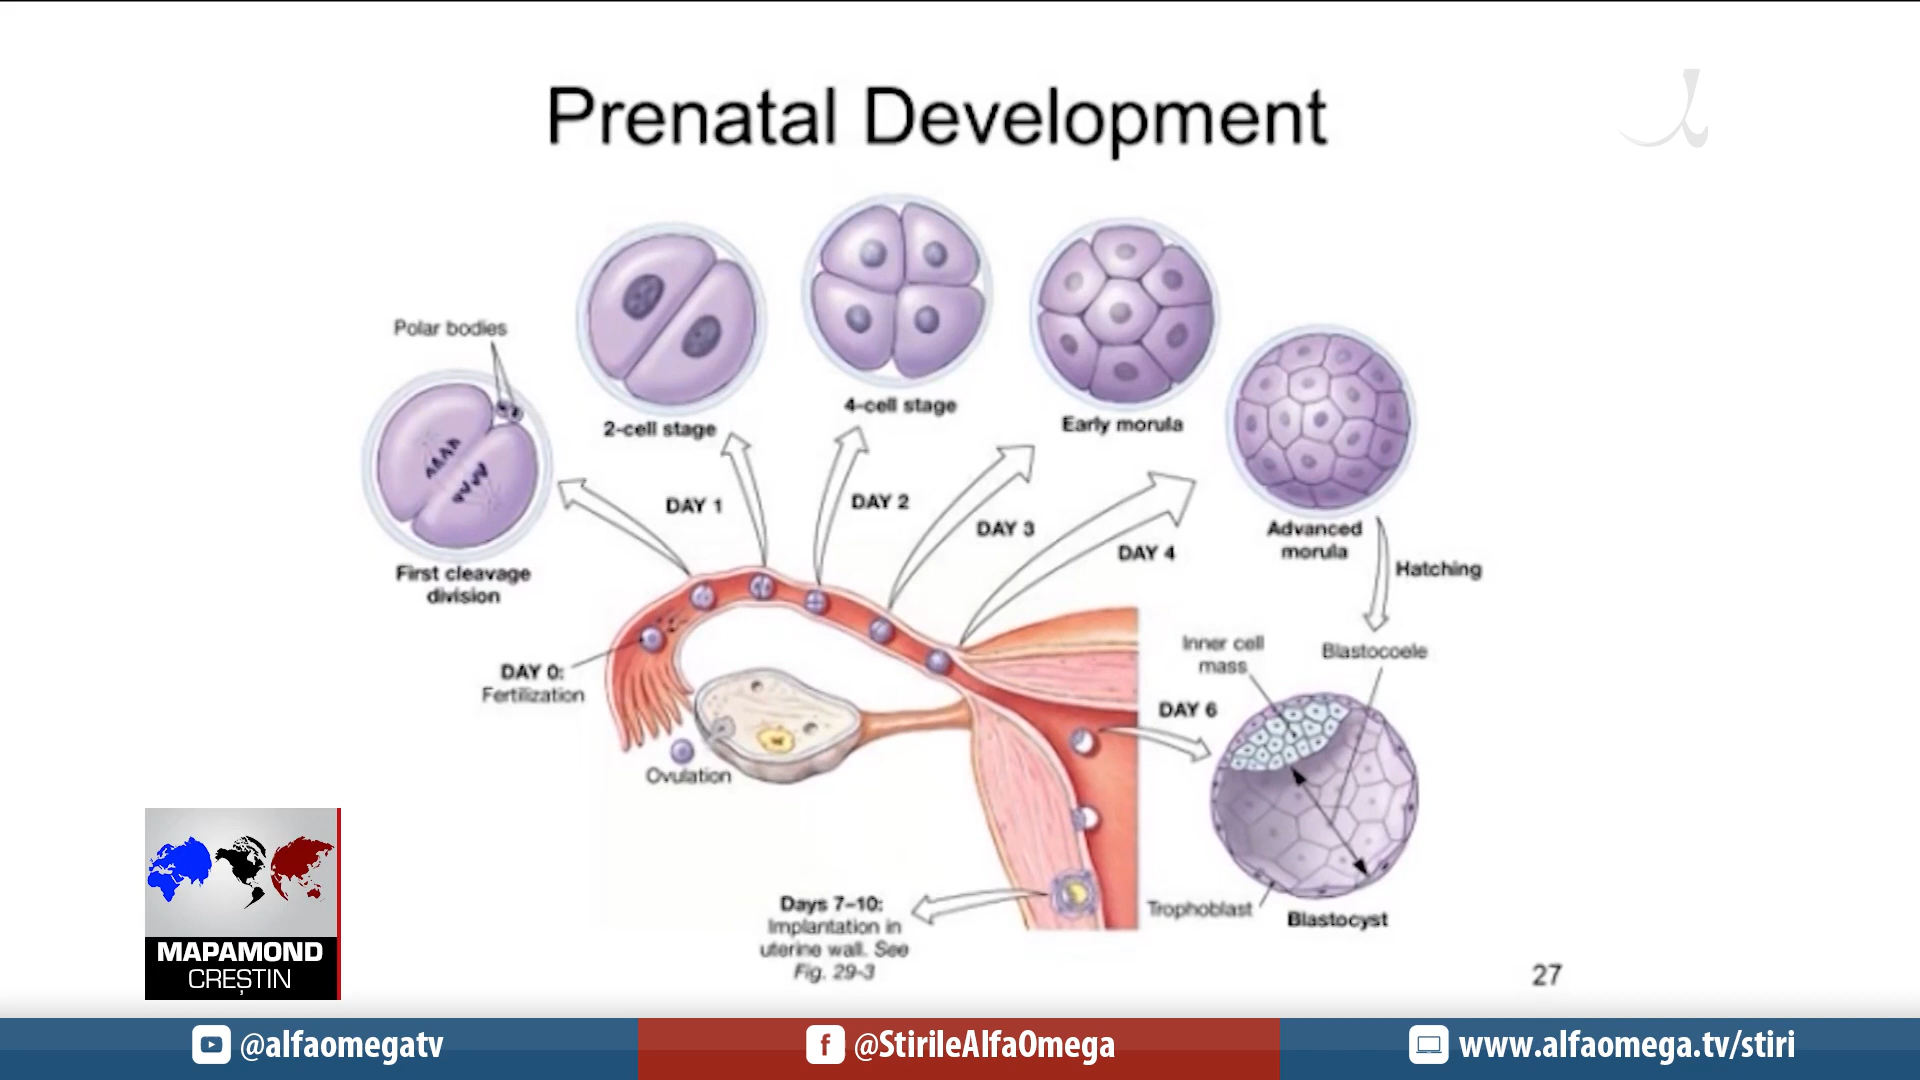 Prenatal Development
Polar bodies
First cleavage
division
2-cell stage
4-cell stage
Early morula
Advanced
morula
Hatching
DAY 1
DAY 2
DAY 3
DAY 4
DAY 0:
Fertilization
Ovulation
Inner cell
mass
Blastocoele
DAY 6
Trophoblast
Blastocyst
Days 7–10:
Implantation in
uterine wall. See
Fig. 29-3
27
MAPAMOND
CREȘTIN
@alfaomegatv
@StirileAlfaOmega
www.alfaomega.tv/stiri